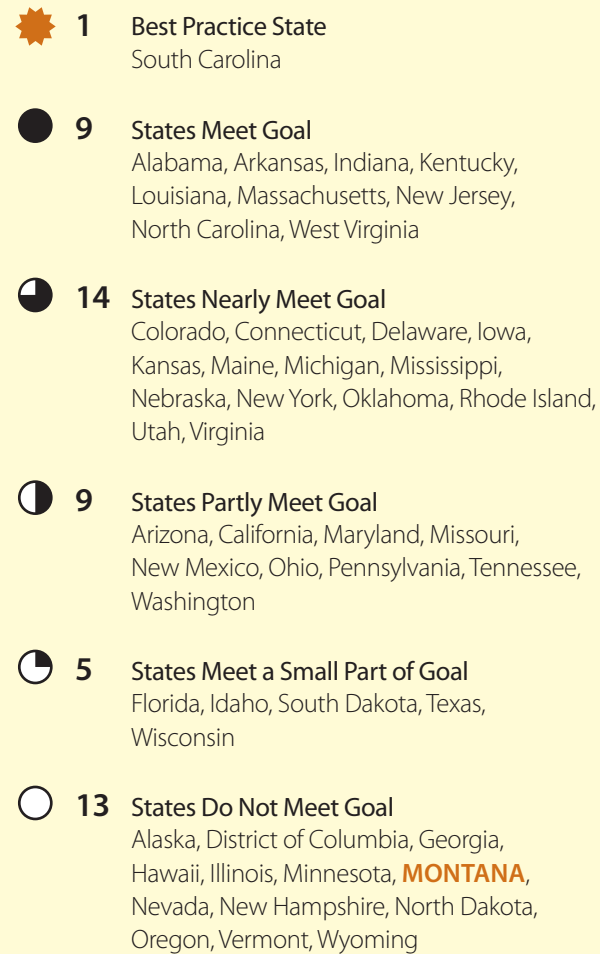 1 Best Practice State
South Carolina
9 States Meet Goal
Alabama, Arkansas, Indiana, Kentucky,
Louisiana, Massachusetts, New Jersey,
North Carolina, West Virginia
14 States Nearly Meet Goal
Colorado, Connecticut, Delaware, Iowa,
Kansas, Maine, Michigan, Mississippi,
Nebraska, New York, Oklahoma, Rhode Island,
Utah, Virginia
9 States Partly Meet Goal
Arizona, California, Maryland, Missouri,
New Mexico, Ohio, Pennsylvania, Tennessee,
Washington
5 States Meet a Small Part of Goal
Florida, Idaho, South Dakota, Texas,
Wisconsin
13 States Do Not Meet Goal
Alaska, District of Columbia, Georgia,
Hawaii, Illinois, Minnesota, MONTANA,
Nevada, New Hampshire, North Dakota,
Oregon, Vermont, Wyoming